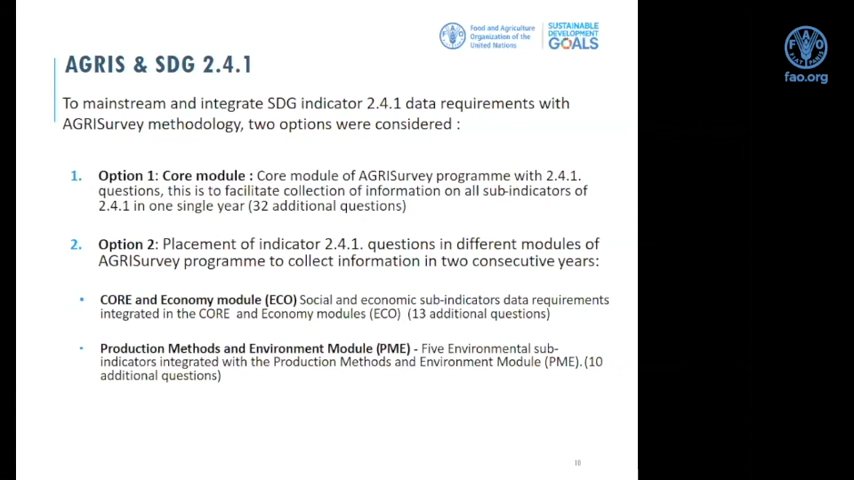 Food and Agriculture
Organization of the
United Nations
SUSTAINABLE
DEVELOPMENT
GOALS
fao.org
AGRIS & SDG 2.4.1
To mainstream and integrate SDG indicator 2.4.1 data requirements with
AGRISurvey methodology, two options were considered :
1. Option 1: Core module : Core module of AGRISurvey programme with 2.4.1.
questions, this is to facilitate collection of information on all sub-indicators of
2.4.1 in one single year (32 additional questions)
2. Option 2: Placement of indicator 2.4.1. questions in different modules of
AGRISurvey programme to collect information in two consecutive years:
• CORE and Economy module (ECO) Social and economic sub-indicators data requirements
integrated in the CORE and Economy modules (ECO) (13 additional questions)
• Production Methods and Environment Module (PME) - Five Environmental sub-
indicators integrated with the Production Methods and Environment Module (PME). (10
additional questions)
10